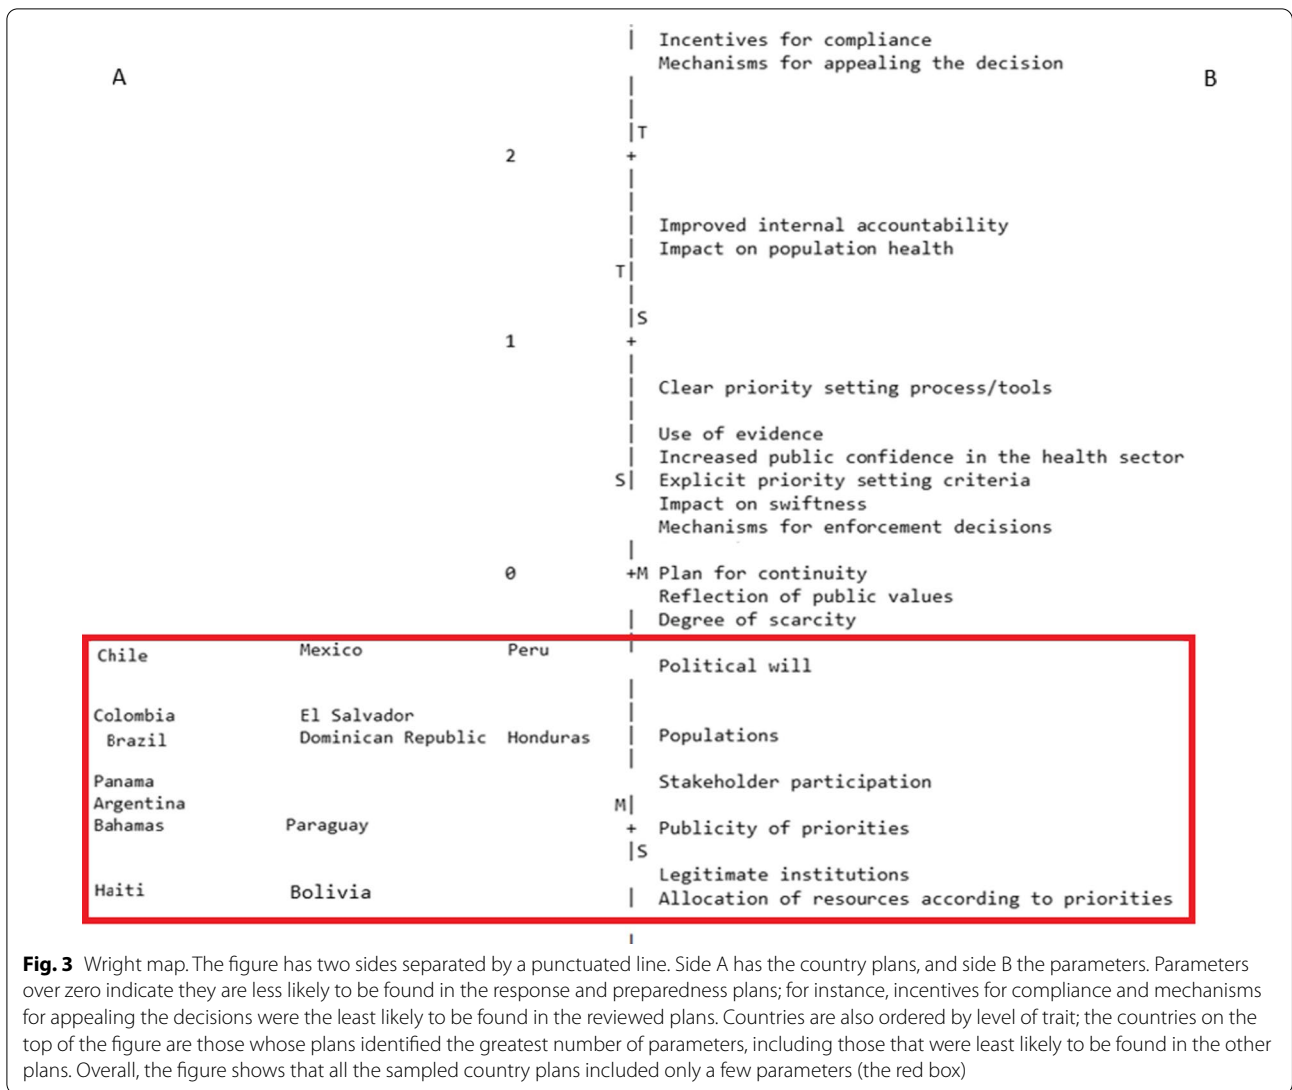 | Incentives for compliance
Mechanisms for appealing the decision
A B
|
|
|T
2 +
|
|
| Improved internal accountability
| Impact on population health
T|
|
|S
1 +
|
| Clear priority setting process/tools
|
| Use of evidence
| Increased public confidence in the health sector
S| Explicit priority setting criteria
Impact on swiftness
Mechanisms for enforcement decisions
|
0 +M Plan for continuity
Reflection of public values
| Degree of scarcity
Chile Mexico Peru |
Political will
|
Colombia El Salvador |
Brazil Dominican Republic Honduras | Populations
|
Panama Stakeholder participation
Argentina M|
Bahamas Paraguay + Publicity of priorities
|S
Legitimate institutions
Haiti Bolivia | Allocation of resources according to priorities
|
Fig. 3 Wright map. The figure has two sides separated by a punctuated line. Side A has the country plans, and side B the parameters. Parameters
over zero indicate they are less likely to be found in the response and preparedness plans; for instance, incentives for compliance and mechanisms
for appealing the decisions were the least likely to be found in the reviewed plans. Countries are also ordered by level of trait; the countries on the
top of the figure are those whose plans identified the greatest number of parameters, including those that were least likely to be found in the other
plans. Overall, the figure shows that all the sampled country plans included only a few parameters (the red box)